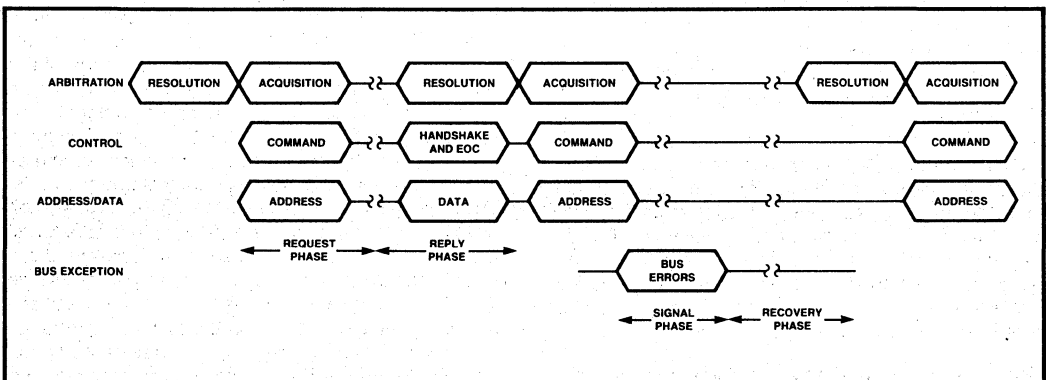 ARBITRATION RESOLUTION ACQUISITION RESOLUTION ACQUISITION RESOLUTION ACQUISITION
CONTROL COMMAND HANDSHAKE AND EOC COMMAND COMMAND
ADDRESS/DATA ADDRESS DATA ADDRESS ADDRESS
REQUEST PHASE REPLY PHASE
BUS EXCEPTION BUS ERRORS
SIGNAL PHASE RECOVERY PHASE